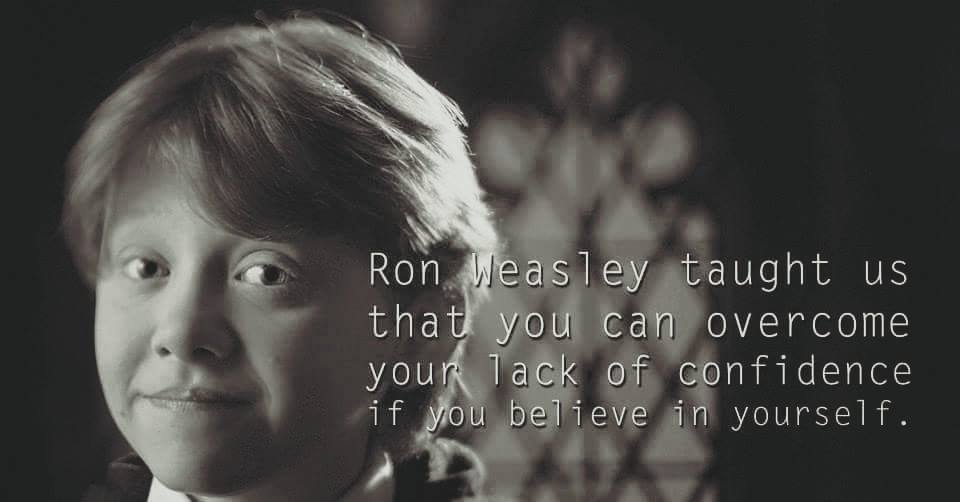 Ron Weasley taught us
that you can overcome
your lack of confidence
if you believe in yourself.